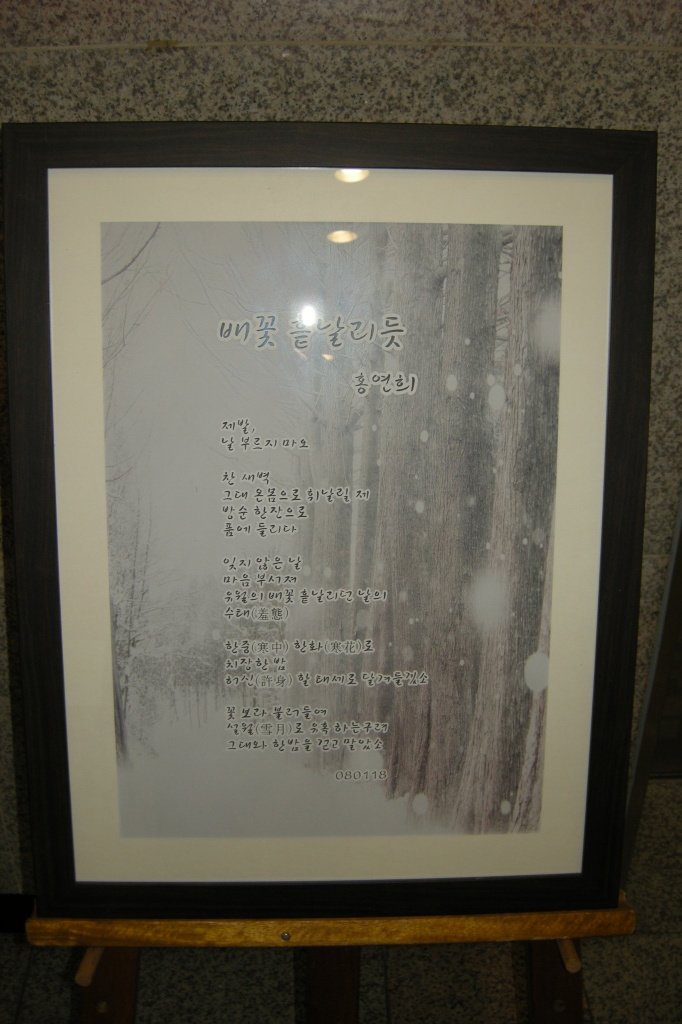 배꽃 흩날리듯
홍연희
제발,
날 부르지 마오
찬 새벽
그대 온몸으로 휘날릴 제
방순 한잔으로
품에 들리다
잊지 않은 날
마음 부시게
유월의 배꽃 흩날리던 날의
수태(羞態)
한중(寒中) 한화(寒花)로
치장한 밤
허신(許身) 할 태세로 달겨들겠소
꽃 보라 불러들여
설월(雪月)로 유혹 하는구려
그대와 한밤을 걷고 말았소
080118